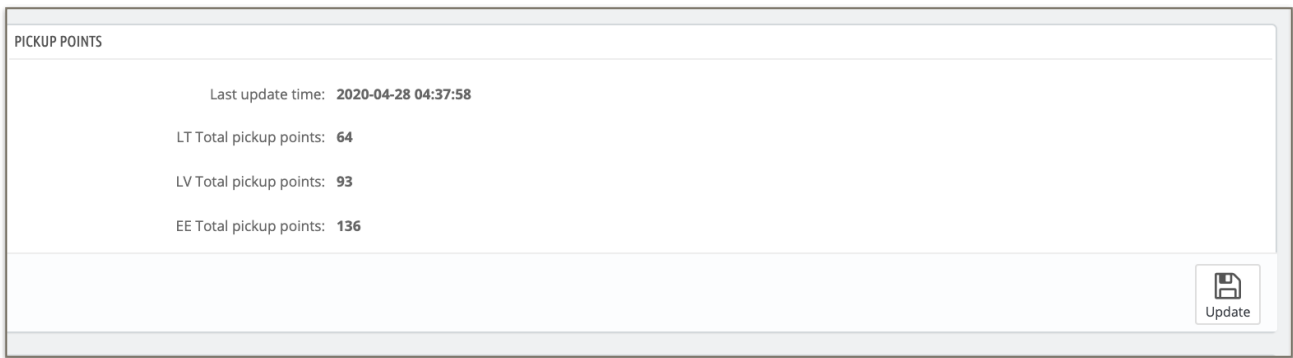 PICKUP POINTS
Last update time: 2020-04-28 04:37:58
LT Total pickup points: 64
LV Total pickup points: 93
EE Total pickup points: 136
Update